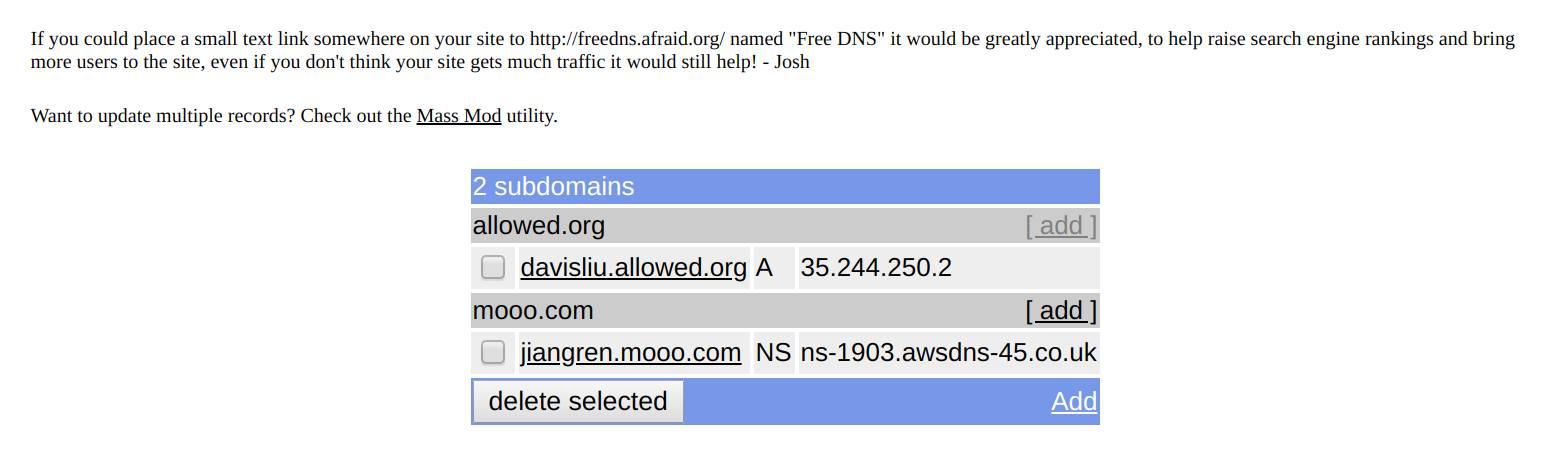 If you could place a small text link somewhere on your site to http://freedns.afraid.org/ named "Free DNS" it would be greatly appreciated, to help raise search engine rankings and bring
more users to the site, even if you don't think your site gets much traffic it would still help! - Josh
Want to update multiple records? Check out the Mass Mod utility.
2 subdomains
allowed.org [ add ]
davisliu.allowed.org A 35.244.250.2
mooo.com [ add ]
jiangren.mooo.com NS ns-1903.awsdns-45.co.uk
delete selected Add